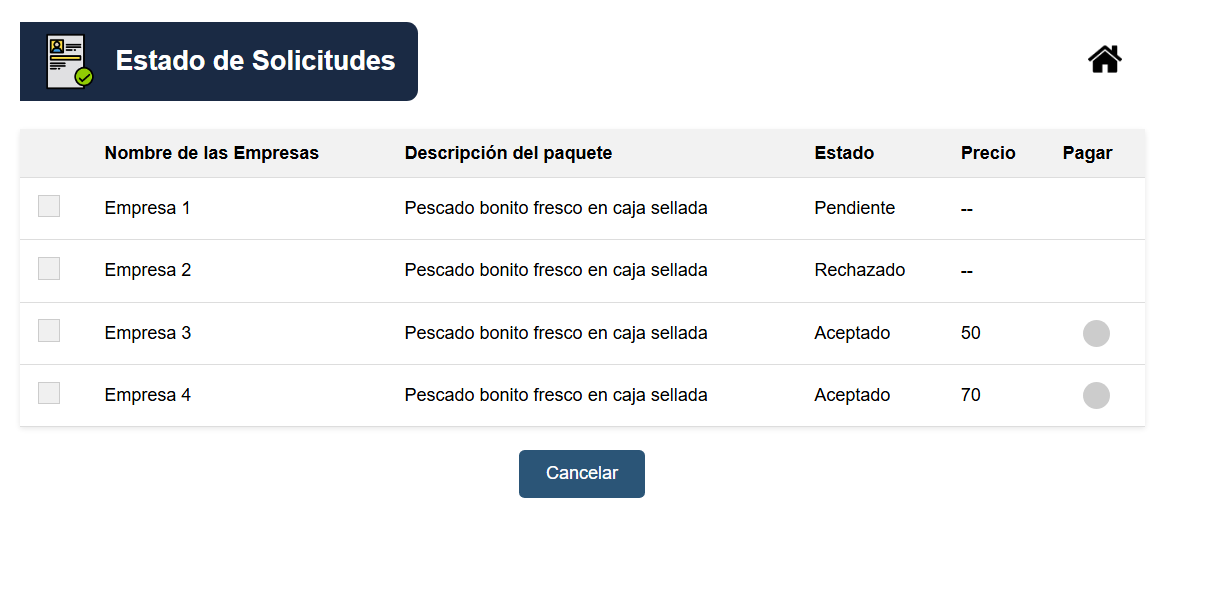 Estado de Solicitudes
Nombre de las Empresas Descripción del paquete Estado Precio Pagar
Empresa 1 Pescado bonito fresco en caja sellada Pendiente --
Empresa 2 Pescado bonito fresco en caja sellada Rechazado --
Empresa 3 Pescado bonito fresco en caja sellada Aceptado 50
Empresa 4 Pescado bonito fresco en caja sellada Aceptado 70
Cancelar